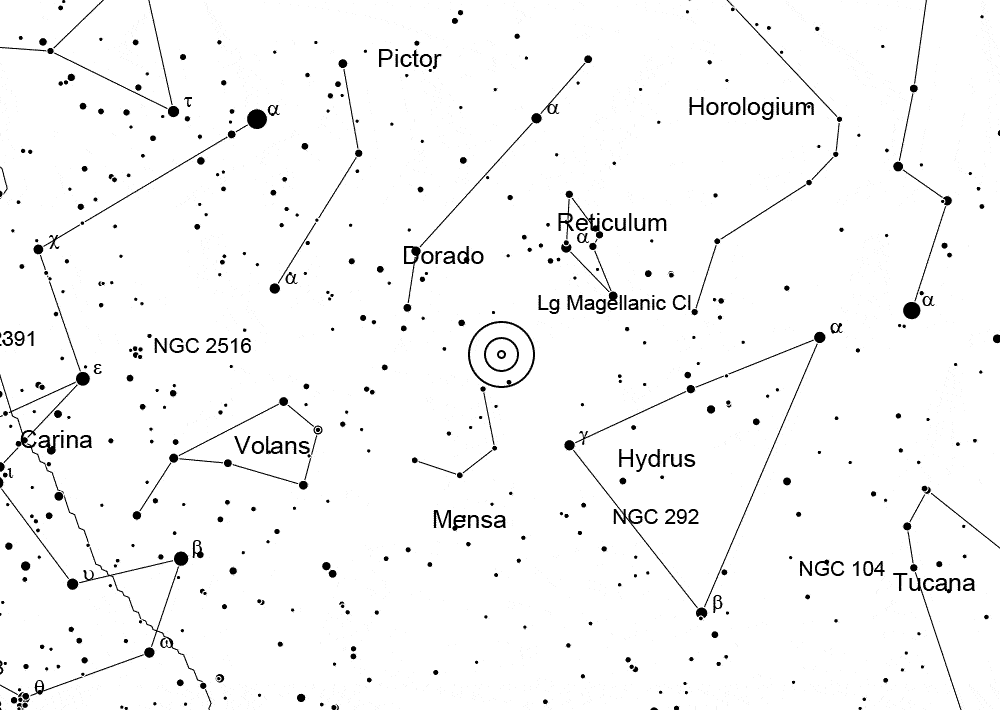 Pictor
τ
α
α
Horologium
Reticulum
α
χ
Dorado
α
Lg Magellanic Cl
α
α
2391
NGC 2516
ε
γ
Carina
Volans
Hydrus
ι
Mensa
NGC 292
β
υ
NGC 104
Tucana
β
ω
θ